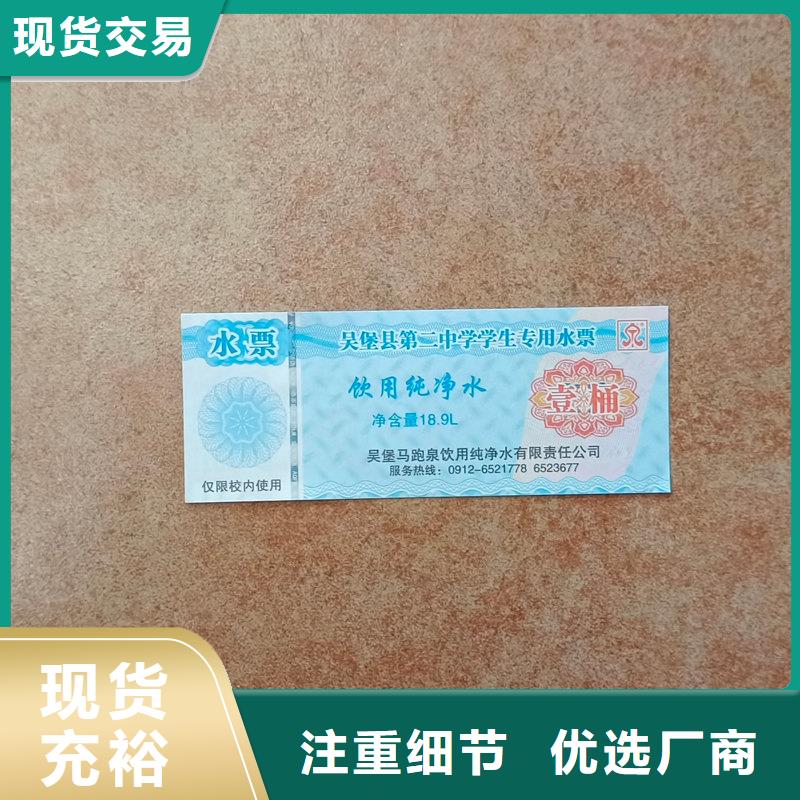 现货交易
水票
吴堡县第二中学学生专用水票
饮用纯净水
净含量18.9L
壹桶
吴堡马跑泉饮用纯净水有限责任公司
服务热线：0912-6521778 6523677
仅限校内使用
现货
充裕
注重细节 优选厂商